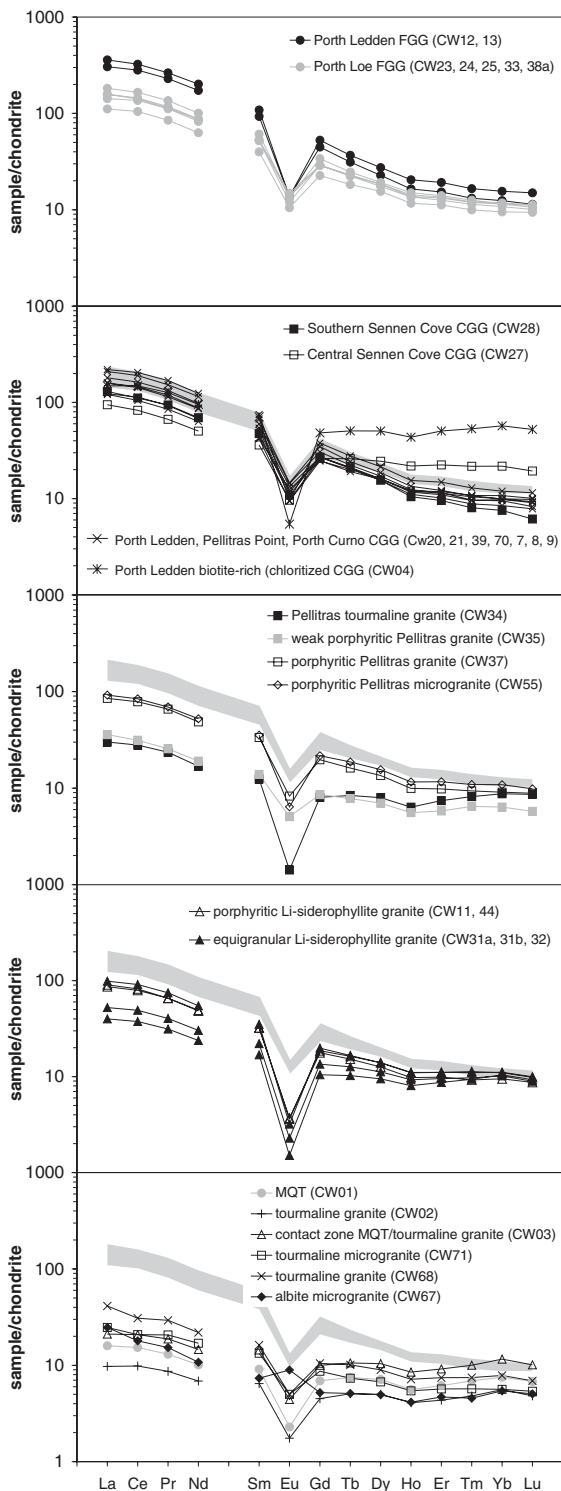 1000
Porth Ledden FGG (CW12, 13)
Porth Loe FGG (CW23, 24, 25, 33, 38a)
100
sample/chondrite
10
1000
Southern Sennen Cove CGG (CW28)
Central Sennen Cove CGG (CW27)
100
sample/chondrite
10
Porth Ledden, Pellitras Point, Porth Curno CGG (Cw20, 21, 39, 70, 7, 8, 9)
Porth Ledden biotite-rich (chloritized CGG (CW04)
1000
Pellitras tourmaline granite (CW34)
weak porphyritic Pellitras granite (CW35)
porphyritic Pellitras granite (CW37)
porphyritic Pellitras microgranite (CW55)
100
sample/chondrite
10
1000
porphyritic Li-siderophyllite granite (CW11, 44)
equigranular Li-siderophyllite granite (CW31a, 31b, 32)
100
sample/chondrite
10
1000
MQT (CW01)
tourmaline granite (CW02)
contact zone MQT/tourmaline granite (CW03)
tourmaline microgranite (CW71)
tourmaline granite (CW68)
albite microgranite (CW67)
100
sample/chondrite
10
1
La Ce Pr Nd Sm Eu Gd Tb Dy Ho Er Tm Yb Lu